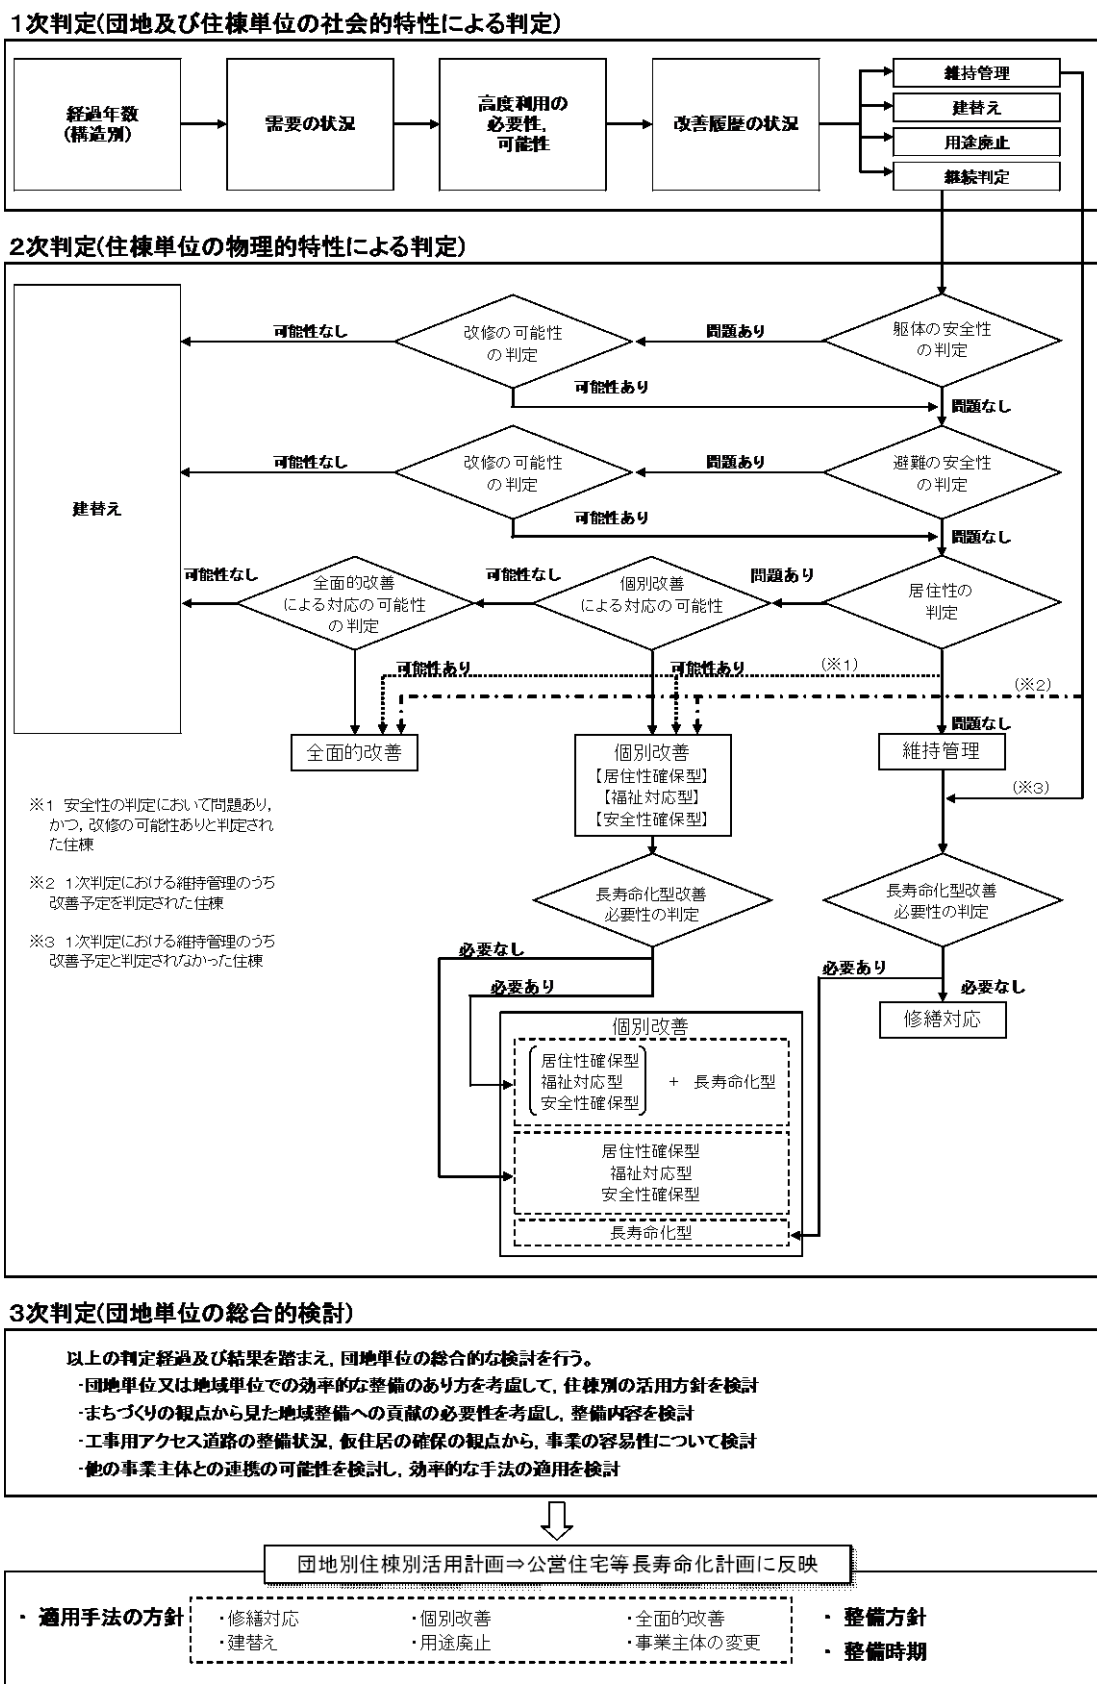 1次判定(団地及び住棟単位の社会的特性による判定)
経過年数
(構造別)
需要の状況
高度利用の
必要性,
可能性
改善履歴の状況
維持管理
建替え
用途廃止
継続判定
2次判定(住棟単位の物理的特性による判定)
建替え
可能性なし
改修の可能性
の判定
問題あり
躯体の安全性
の判定
可能性あり
問題なし
可能性なし
改修の可能性
の判定
問題あり
避難の安全性
の判定
可能性あり
問題なし
可能性なし
全面的改善
による対応の可能性
の判定
可能性なし
個別改善
による対応の可能性
問題あり
居住性の
判定
可能性あり
可能性あり
(※1)
(※2)
問題なし
全面的改善
個別改善
【居住性確保型】
【福祉対応型】
【安全性確保型】
維持管理
(※3)
※1 安全性の判定において問題あり,
かつ, 改修の可能性ありと判定され
た住棟
※2 1次判定における維持管理のうち
改善予定を判定された住棟
※3 1次判定における維持管理のうち
改善予定と判定されなかった住棟
長寿命化型改善
必要性の判定
長寿命化型改善
必要性の判定
必要なし
必要あり
必要あり
必要なし
修繕対応
個別改善
居住性確保型
福祉対応型 + 長寿命化型
安全性確保型
居住性確保型
福祉対応型
安全性確保型
長寿命化型
3次判定(団地単位の総合的検討)
以上の判定経過及び結果を踏まえ, 団地単位の総合的な検討を行う。
・団地単位又は地域単位での効率的な整備のあり方を考慮して, 住棟別の活用方針を検討
・まちづくりの観点から見た地域整備への貢献の必要性を考慮し, 整備内容を検討
・工事用アクセス道路の整備状況, 仮住居の確保の観点から, 事業の容易性について検討
・他の事業主体との連携の可能性を検討し, 効率的な手法の適用を検討
団地別住棟別活用計画⇒公営住宅等長寿命化計画に反映
・ 適用手法の方針
・修繕対応 ・個別改善 ・全面的改善
・建替え ・用途廃止 ・事業主体の変更
・ 整備方針
・ 整備時期